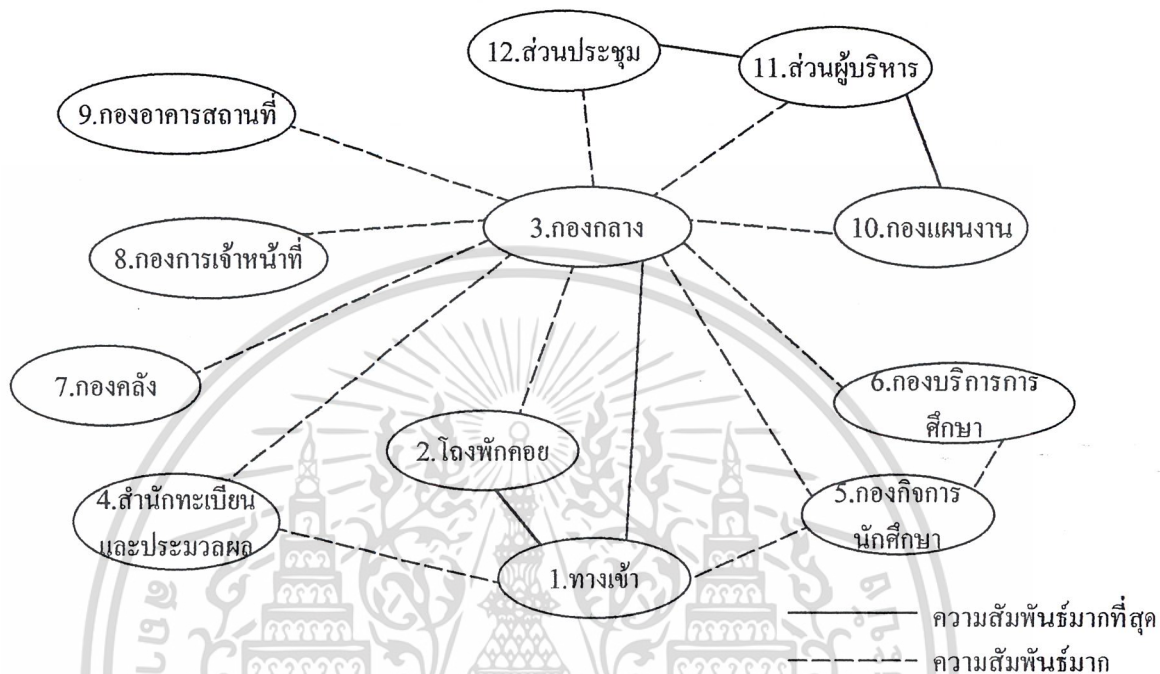 12.ส่วนประชุม
11.ส่วนผู้บริหาร
9.กองอาคารสถานที่
3.กองกลาง
10.กองแผนงาน
8.กองการเจ้าหน้าที่
7.กองคลัง
6.กองบริการการ
ศึกษา
2.โถงพักคอย
4.สำนักทะเบียน
และประมวลผล
5.กองกิจการ
นักศึกษา
1.ทางเข้า
ความสัมพันธ์มากที่สุด
ความสัมพันธ์มาก